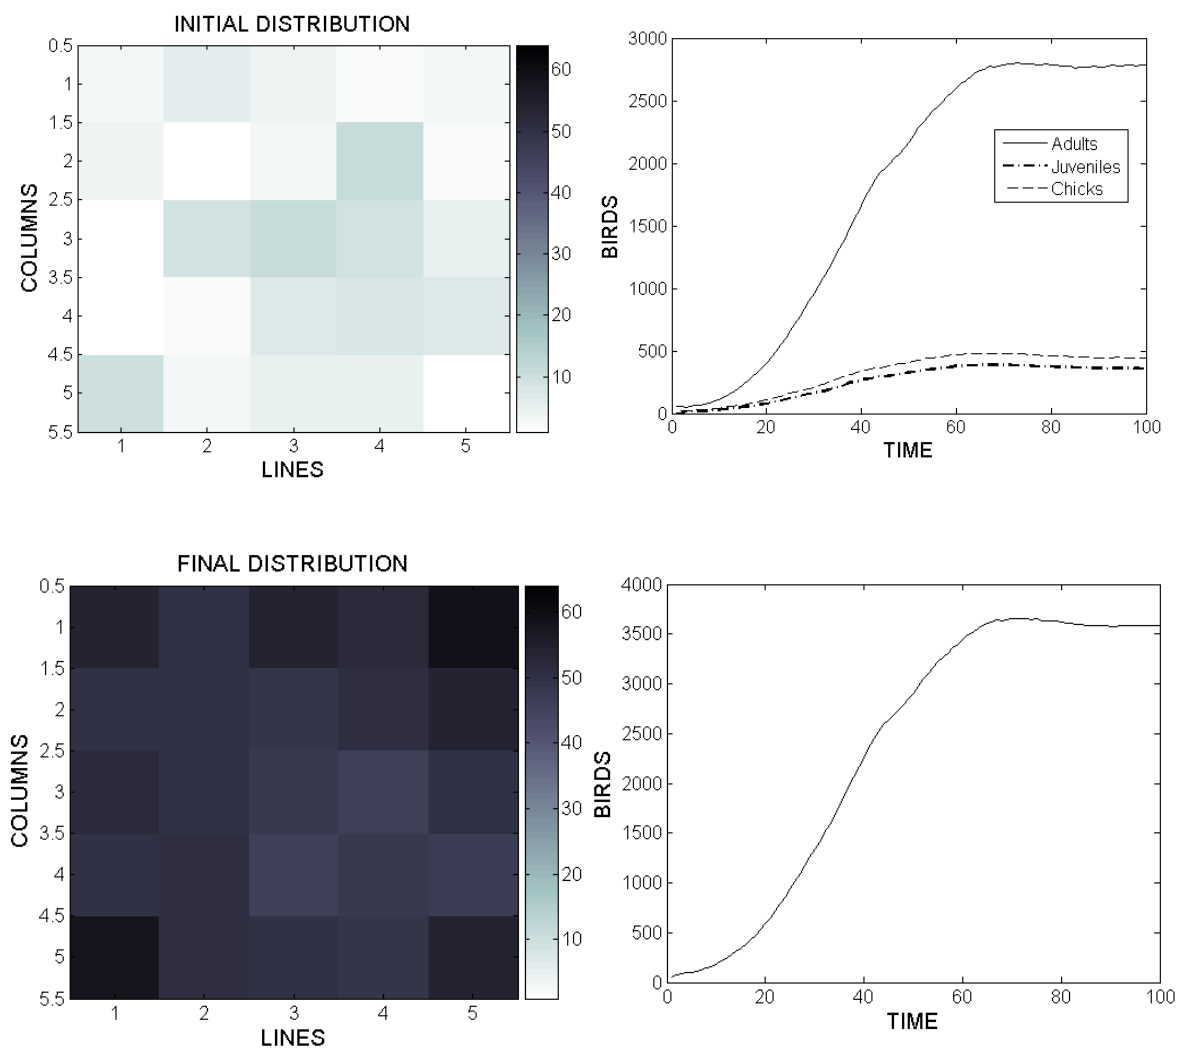 INITIAL DISTRIBUTION
0.5
1
1.5
2
2.5
3
3.5
4
4.5
5
5.5
COLUMNS
1 2 3 4 5
LINES
60
50
40
30
20
10
3000
2500
2000
1500
1000
500
0
BIRDS
Adults
Juveniles
Chicks
0 20 40 60 80 100
TIME
FINAL DISTRIBUTION
0.5
1
1.5
2
2.5
3
3.5
4
4.5
5
5.5
COLUMNS
1 2 3 4 5
LINES
60
50
40
30
20
10
4000
3500
3000
2500
2000
1500
1000
500
0
BIRDS
0 20 40 60 80 100
TIME